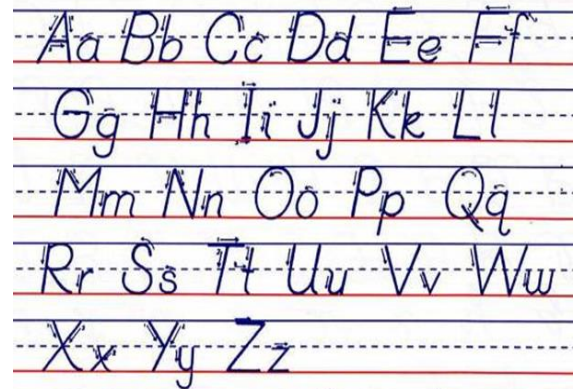 Aa Bb Cc Dd Ee Ff
Gg Hh Ii Jj Kk Ll
Mm Nn Oo Pp Qq
Rr Ss Tt Uu Vv Ww
Xx Yy Zz